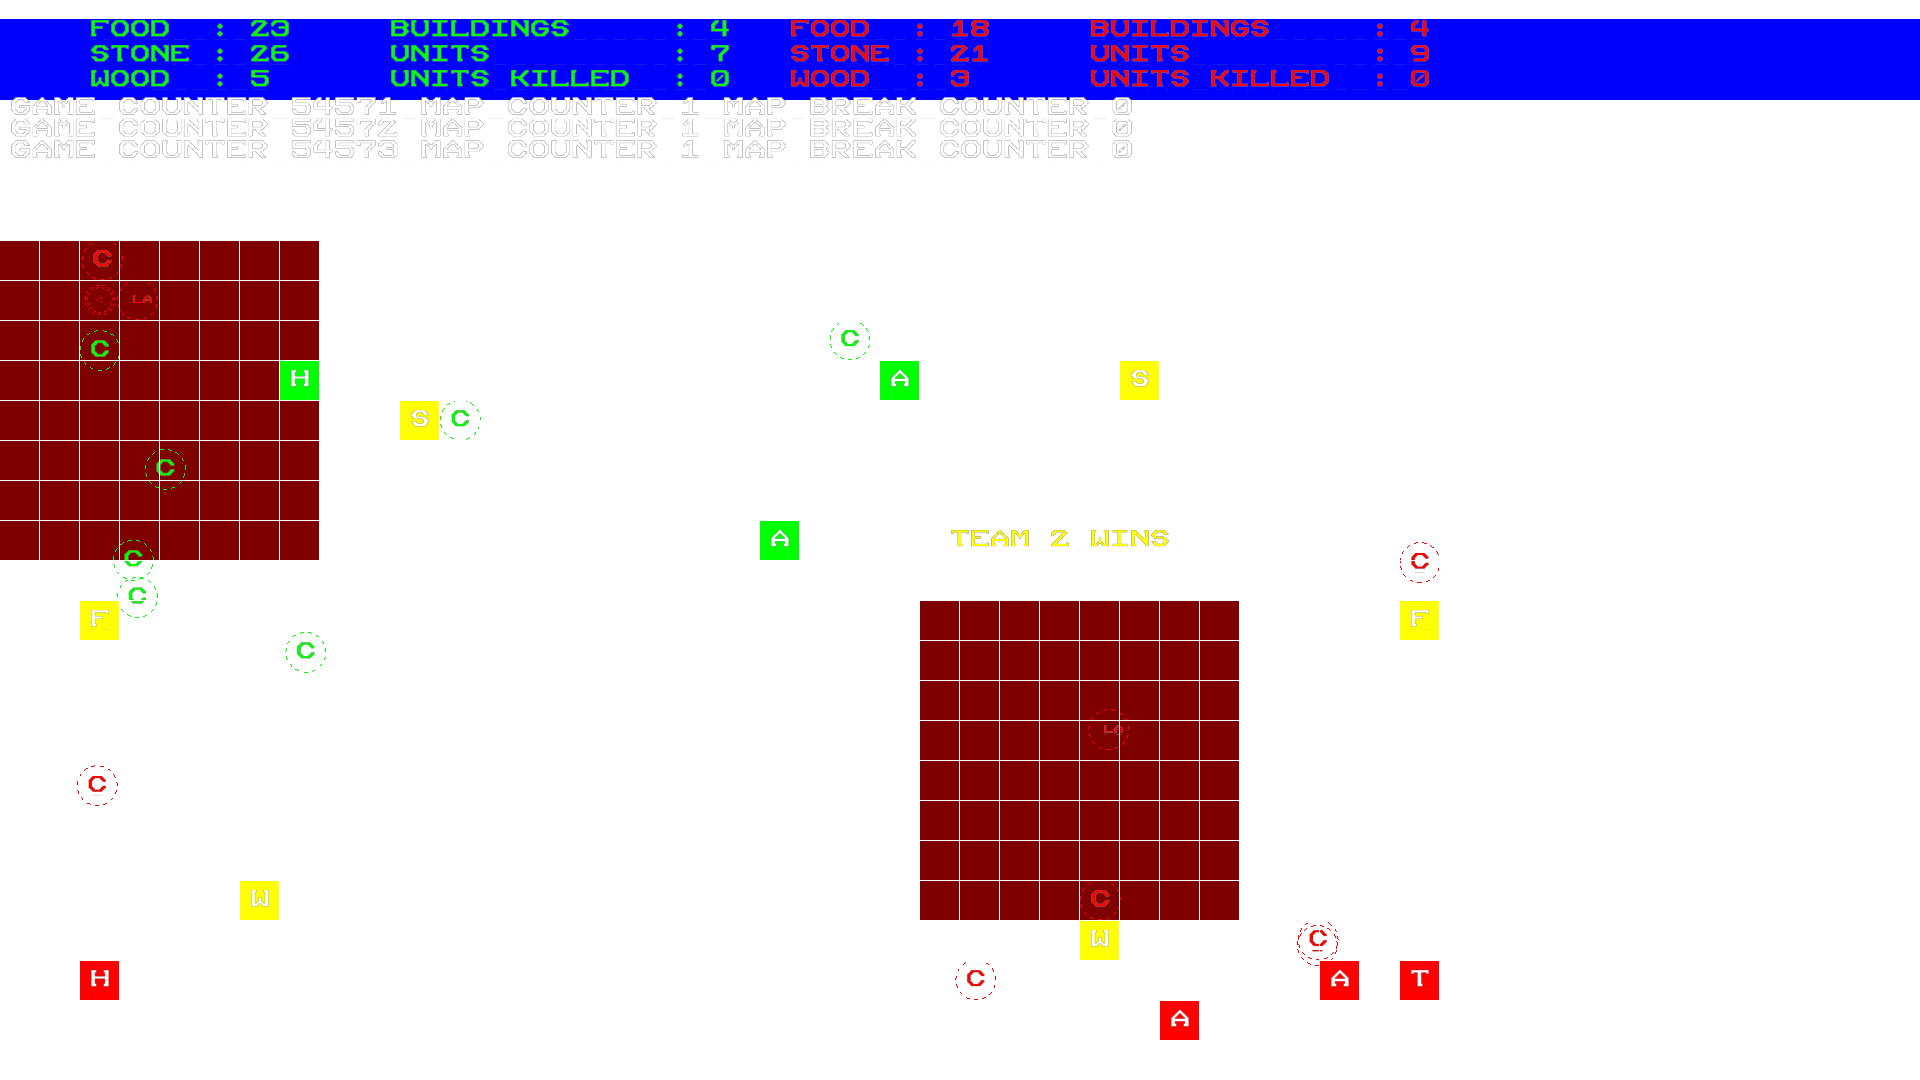 FOOD : 23 BUILDINGS : 4 FOOD : 18 BUILDINGS : 4
STONE : 26 UNITS : 7 STONE : 21 UNITS : 9
WOOD : 5 UNITS KILLED : 0 WOOD : 3 UNITS KILLED : 0
GAME COUNTER 54571 MAP COUNTER 1 MAP BREAK COUNTER 0
GAME COUNTER 54572 MAP COUNTER 1 MAP BREAK COUNTER 0
GAME COUNTER 54573 MAP COUNTER 1 MAP BREAK COUNTER 0
C
LA
C
C
H
A
S
S
C
C
A
TEAM 2 WINS
C
C
C
F
F
C
LA
C
W
C
W
C
H
C
A
T
A